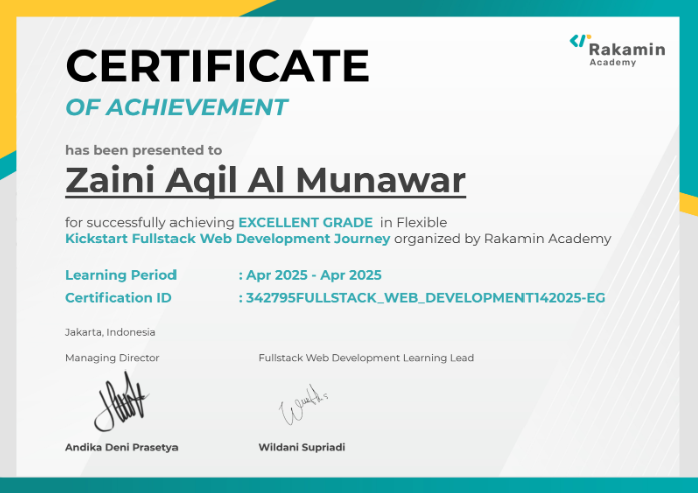 Rakamin
Academy
CERTIFICATE
OF ACHIEVEMENT
has been presented to
Zaini Aqil Al Munawar
for successfully achieving EXCELLENT GRADE in Flexible
Kickstart Fullstack Web Development Journey organized by Rakamin Academy
Learning Period : Apr 2025 - Apr 2025
Certification ID : 342795FULLSTACK_WEB_DEVELOPMENT142025-EG
Jakarta, Indonesia
Managing Director Fullstack Web Development Learning Lead
Andika Deni Prasetya Wildani Supriadi